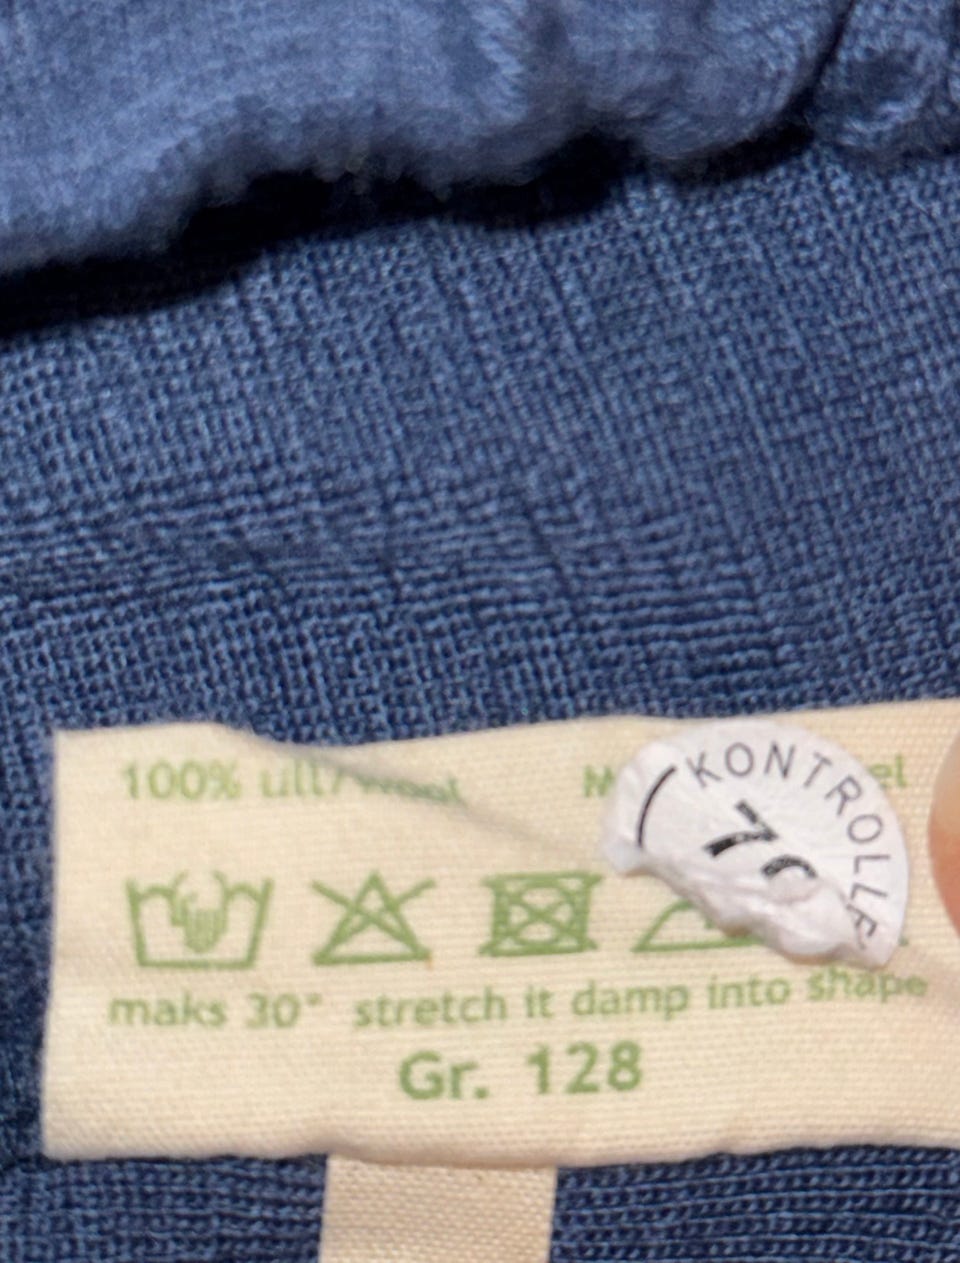 100% ull/wool
KONTROLLE
maks 30° stretch it damp into shape
Gr. 128